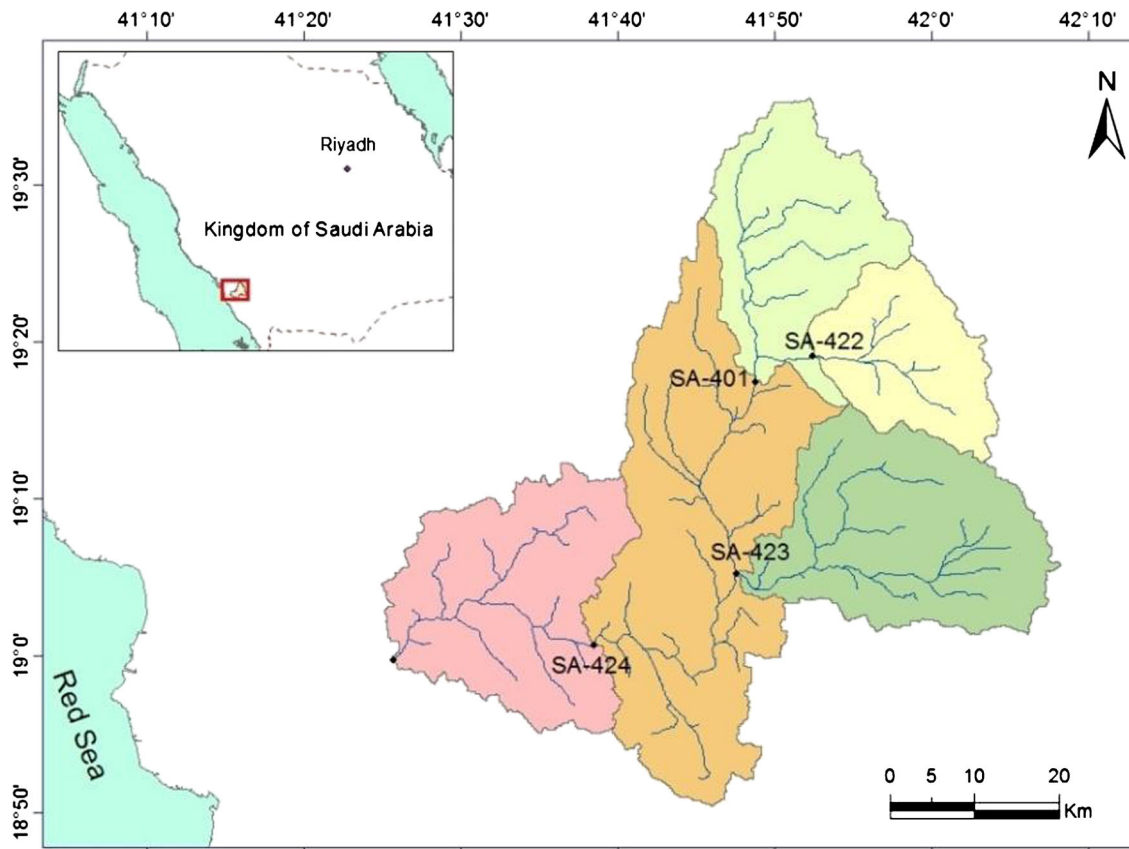 41°10'
41°20'
41°30'
41°40'
41°50'
42°0'
42°10'
N
Riyadh
Kingdom of Saudi Arabia
19°30'
19°20'
19°10'
19°0'
18°50'
SA-422
SA-401
SA-423
SA-424
Red Sea
0 5 10 20
Km